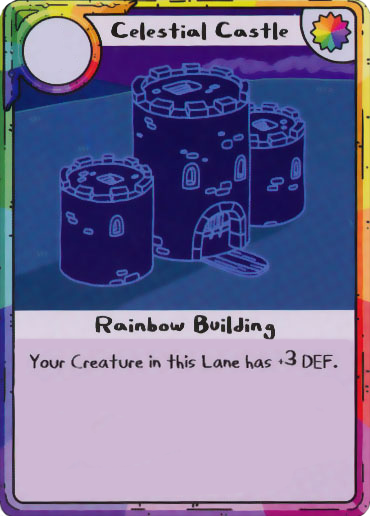 Celestial Castle
Rainbow Building
Your Creature in this Lane has +3 DEF.